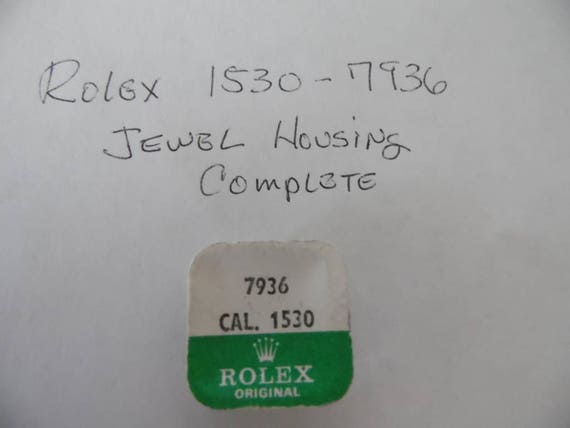 Rolex 1530-7936
Jewel Housing
Complete
7936
CAL. 1530
ROLEX
ORIGINAL